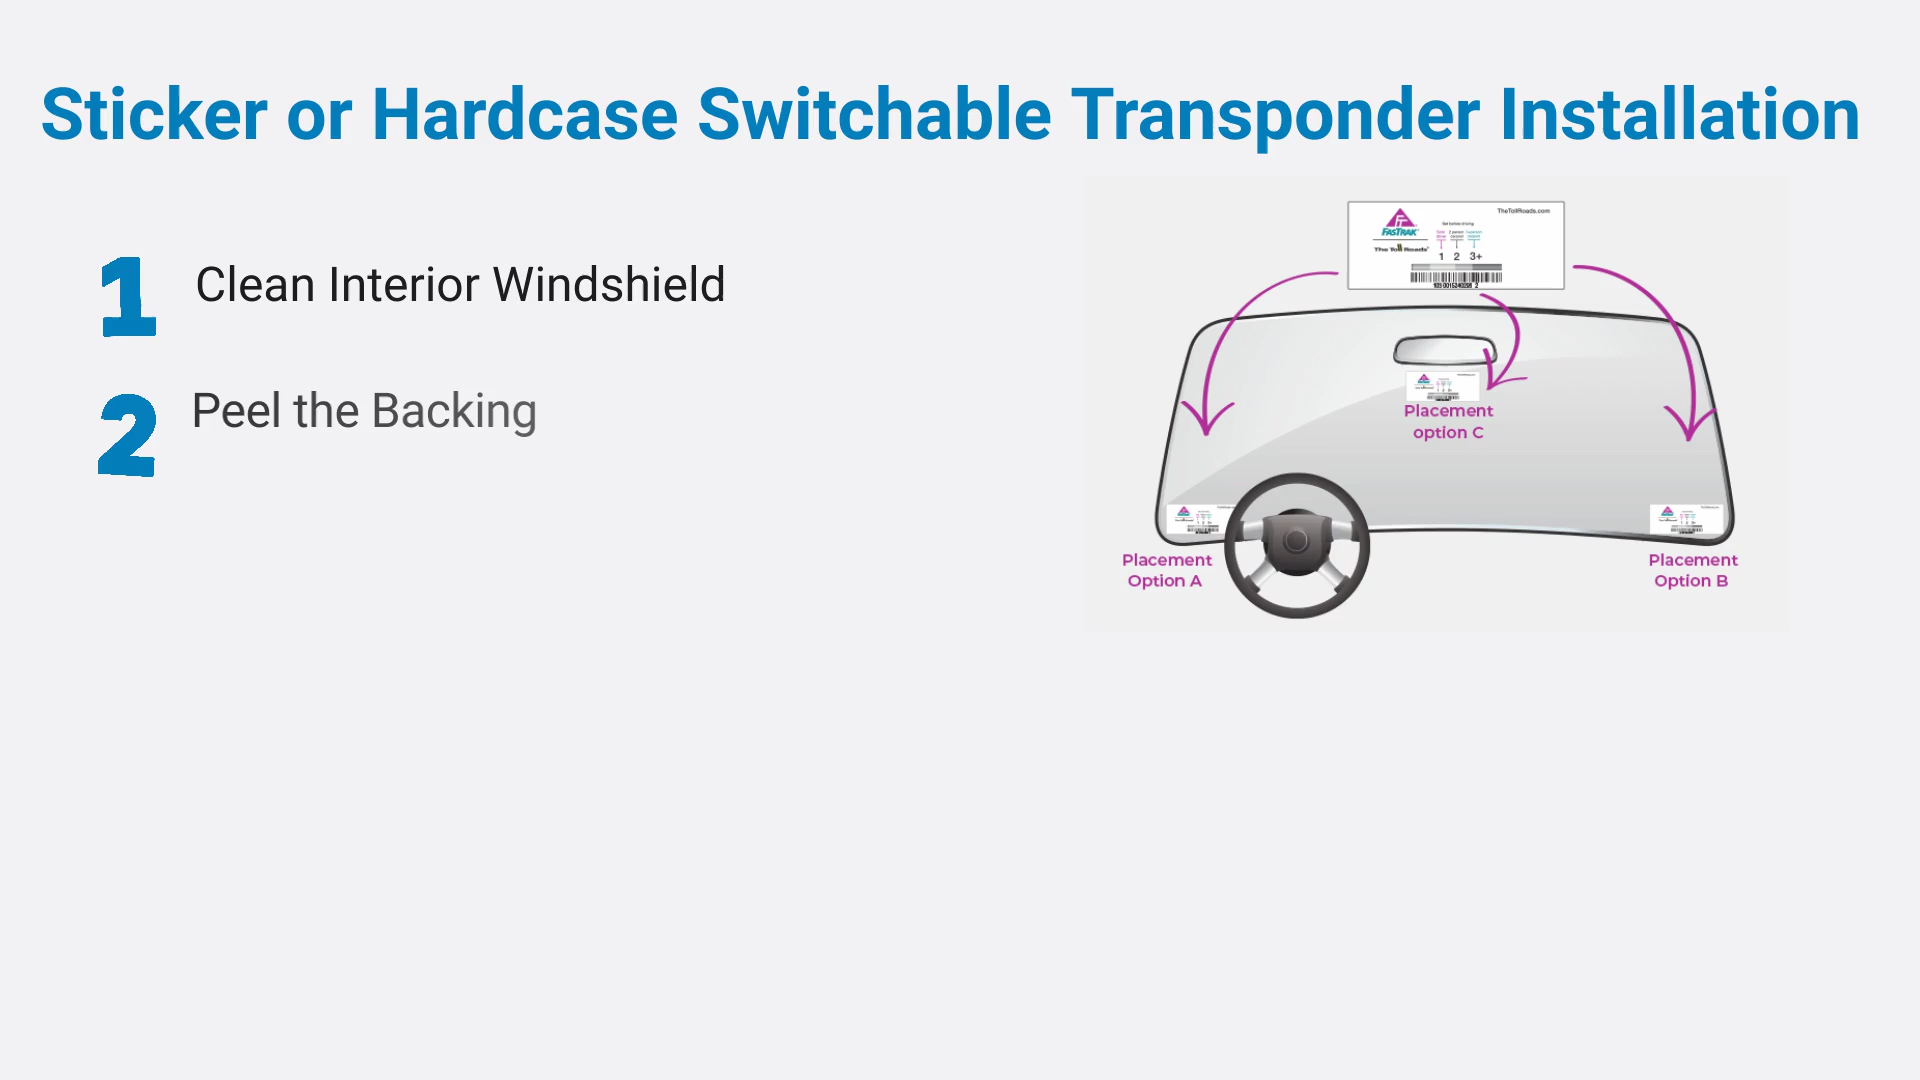 Sticker or Hardcase Switchable Transponder Installation
1 Clean Interior Windshield
2 Peel the Backing
TheTollRoads.com
FASTRAK
The Toll Roads
1 2 3+
Placement
option C
Placement
Option A
Placement
Option B